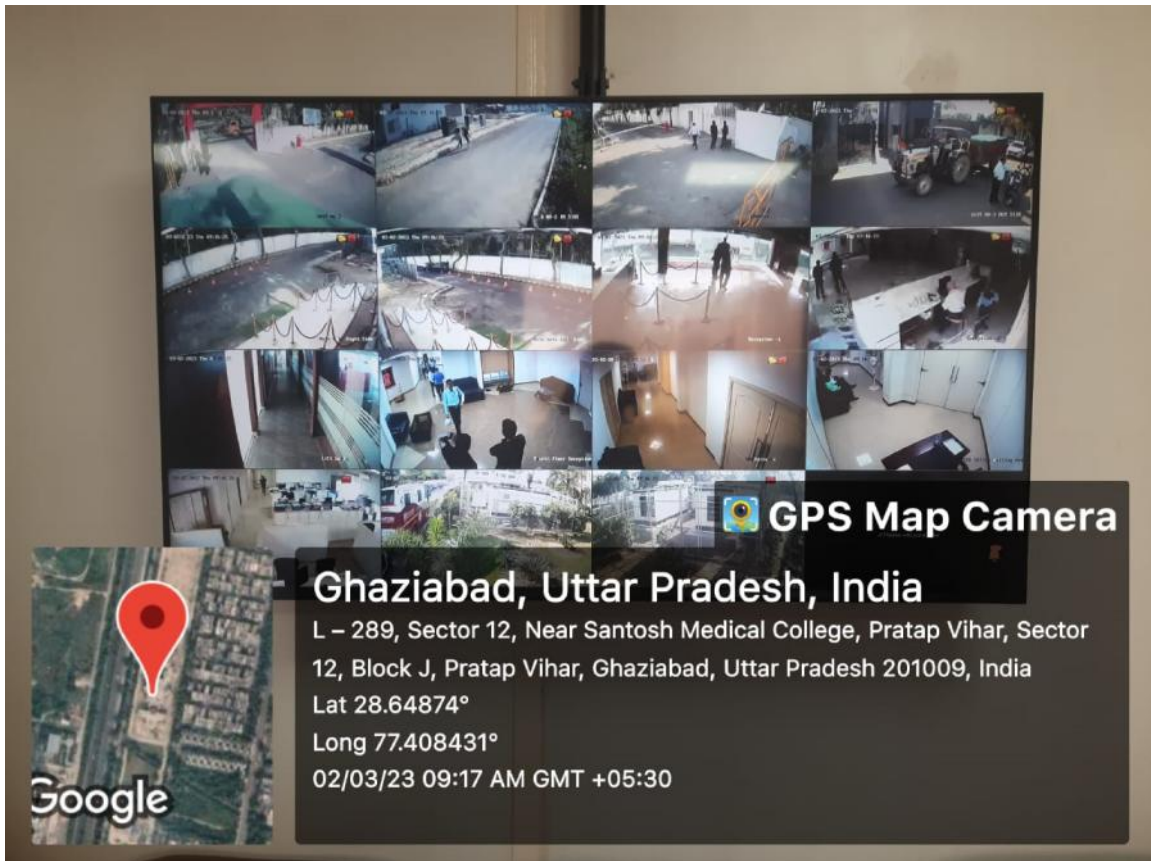 GPS Map Camera
Ghaziabad, Uttar Pradesh, India
L – 289, Sector 12, Near Santosh Medical College, Pratap Vihar, Sector
12, Block J, Pratap Vihar, Ghaziabad, Uttar Pradesh 201009, India
Lat 28.64874°
Long 77.408431°
02/03/23 09:17 AM GMT +05:30
Google